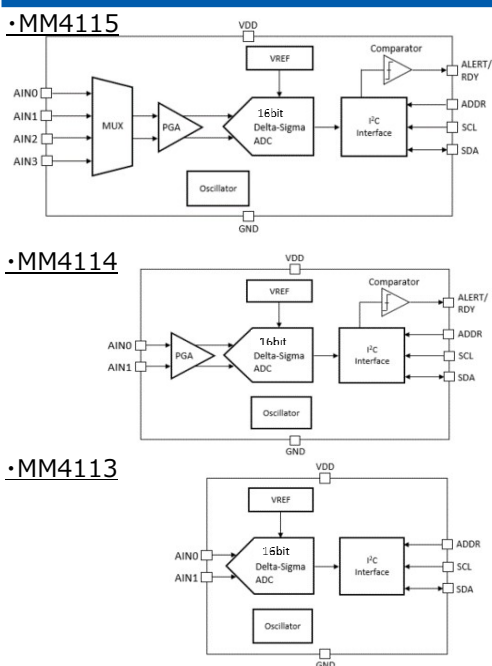 ・MM4115
VDD
VREF
Comparator
ALERT/
RDY
AIN0
AIN1
AIN2
AIN3
MUX
PGA
16bit
Delta-Sigma
ADC
I²C
Interface
ADDR
SCL
SDA
Oscillator
GND
・MM4114
VDD
VREF
Comparator
ALERT/
RDY
AIN0
AIN1
PGA
16bit
Delta-Sigma
ADC
I²C
Interface
ADDR
SCL
SDA
Oscillator
GND
・MM4113
VDD
VREF
AIN0
AIN1
16bit
Delta-Sigma
ADC
I²C
Interface
ADDR
SCL
SDA
Oscillator
GND